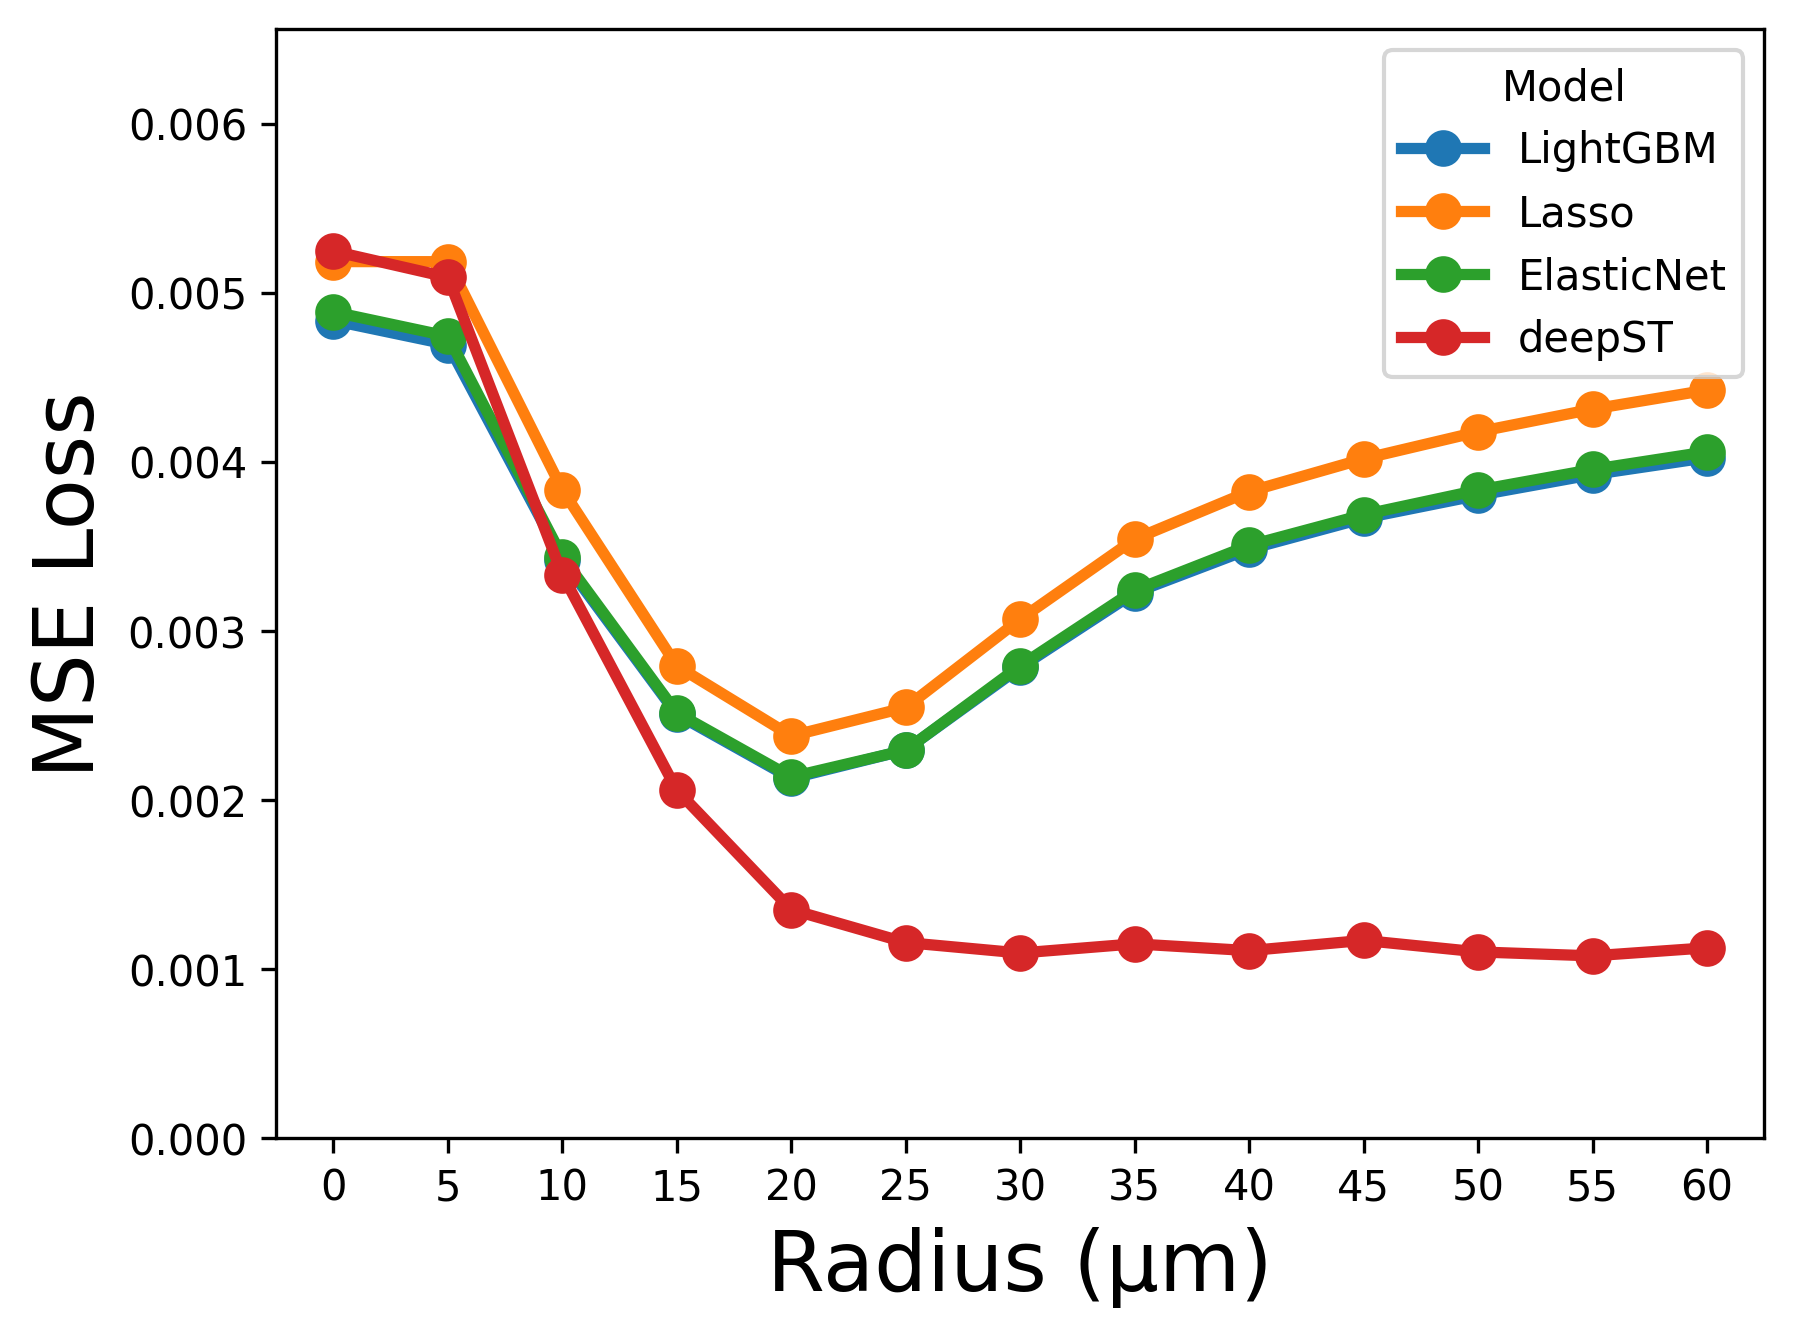 Model
LightGBM
Lasso
ElasticNet
deepST
MSE Loss
0.006
0.005
0.004
0.003
0.002
0.001
0.000
0 5 10 15 20 25 30 35 40 45 50 55 60
Radius (μm)